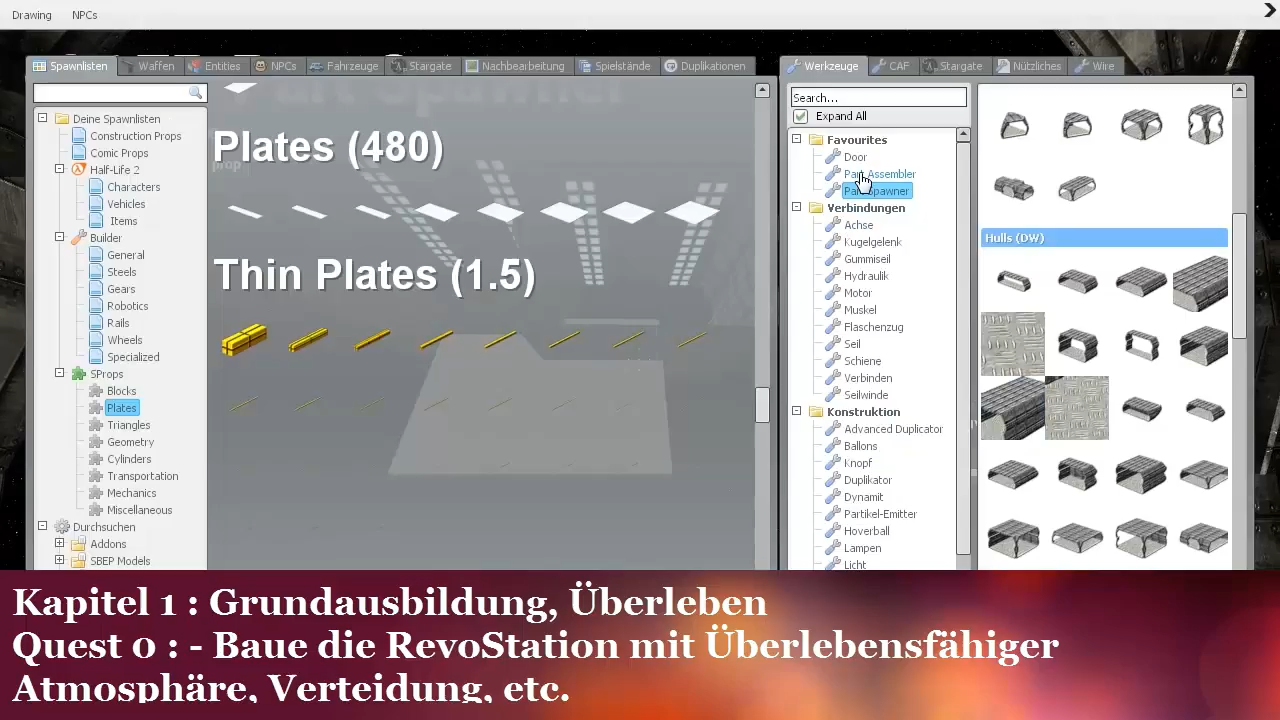 Drawing NPCs
Spawnlisten Waffen Entities NPCs Fahrzeuge Stargate Nachbearbeitung Spielstände Duplikationen
Werkzeuge CAF Stargate Nützliches Wire
Deine Spawnlisten
Construction Props
Comic Props
Half-Life 2
Characters
Vehicles
Items
Builder
General
Steels
Gears
Robotics
Rails
Wheels
Specialized
SProps
Blocks
Plates
Triangles
Geometry
Cylinders
Transportation
Mechanics
Miscellaneous
Durchsuchen
Addons
SBEP Models
Part Spawner
prop
Plates (480)
Thin Plates (1.5)
Search...
Expand All
Favourites
Door
Part Assembler
Part Spawner
Verbindungen
Achse
Kugelgelenk
Gummiseil
Hydraulik
Motor
Muskel
Flaschenzug
Seil
Schiene
Verbinden
Seilwinde
Konstruktion
Advanced Duplicator
Ballons
Knopf
Duplikator
Dynamit
Partikel-Emitter
Hoverball
Lampen
Licht
Hulls (DW)
Kapitel 1 : Grundausbildung, Überleben
Quest 0 : - Baue die RevoStation mit Überlebensfähiger
Atmosphäre, Verteidung, etc.